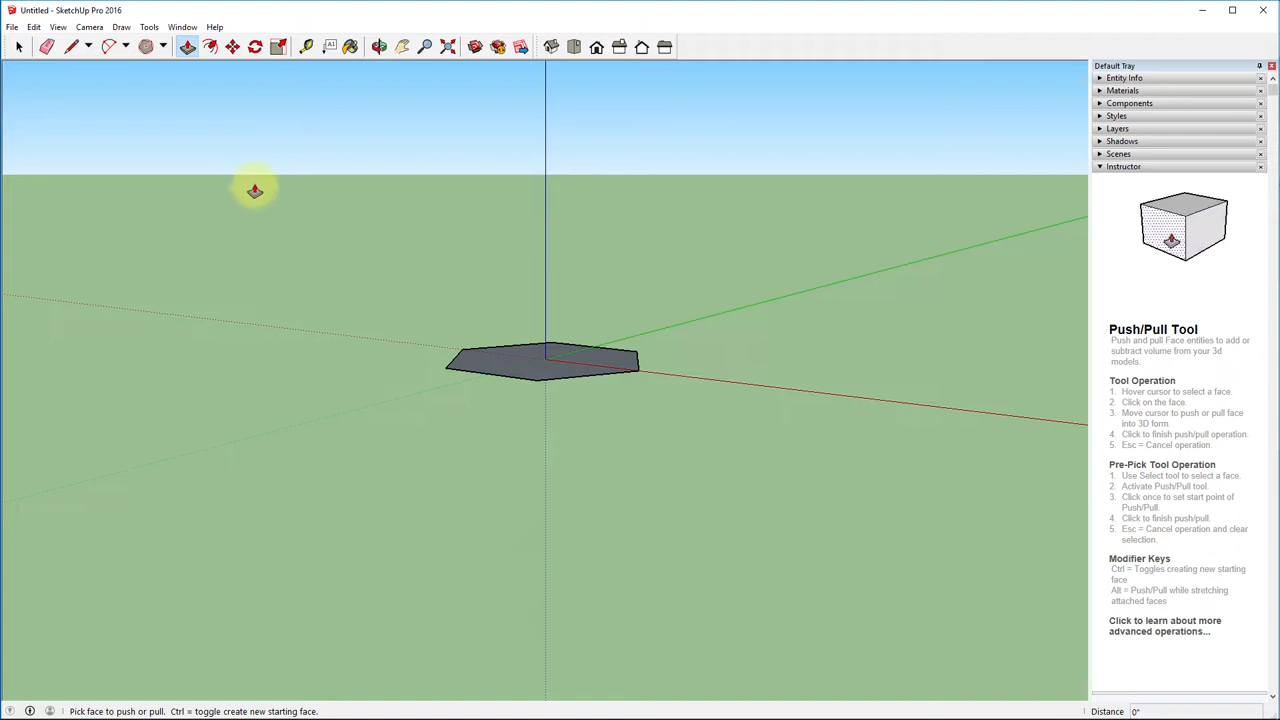 Untitled - SketchUp Pro 2016
File Edit View Camera Draw Tools Window Help
A1
Default Tray
Entity Info
Materials
Components
Styles
Layers
Shadows
Scenes
Instructor
Push/Pull Tool
Push and pull Face entities to add or
subtract volume from your 3d
models.
Tool Operation
1. Hover cursor to select a face.
2. Click on the face.
3. Move cursor to push or pull face
into 3D form.
4. Click to finish push/pull operation.
5. Esc = Cancel operation.
Pre-Pick Tool Operation
1. Use Select tool to select a face.
2. Activate Push/Pull tool.
3. Click once to set start point of
Push/Pull.
4. Click to finish push/pull.
5. Esc = Cancel operation and clear
selection.
Modifier Keys
Ctrl = Toggles creating new starting
face
Alt = Push/Pull while stretching
attached faces
Click to learn about more
advanced operations...
Pick face to push or pull. Ctrl = toggle create new starting face.
Distance 0"